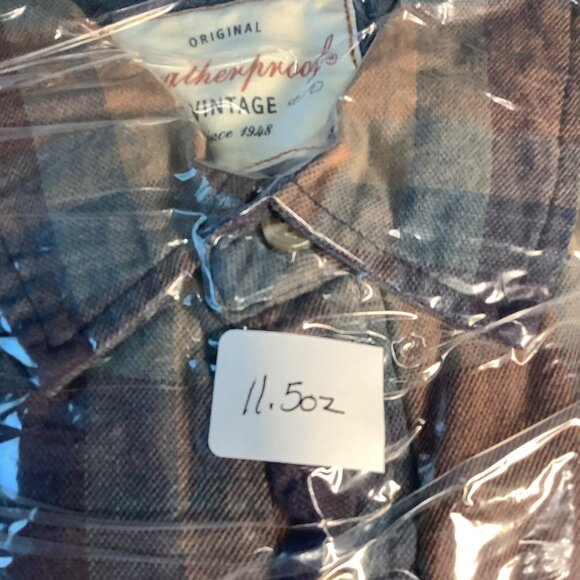 ORIGINAL
atherproof
VINTAGE
since 1948
11.5oz